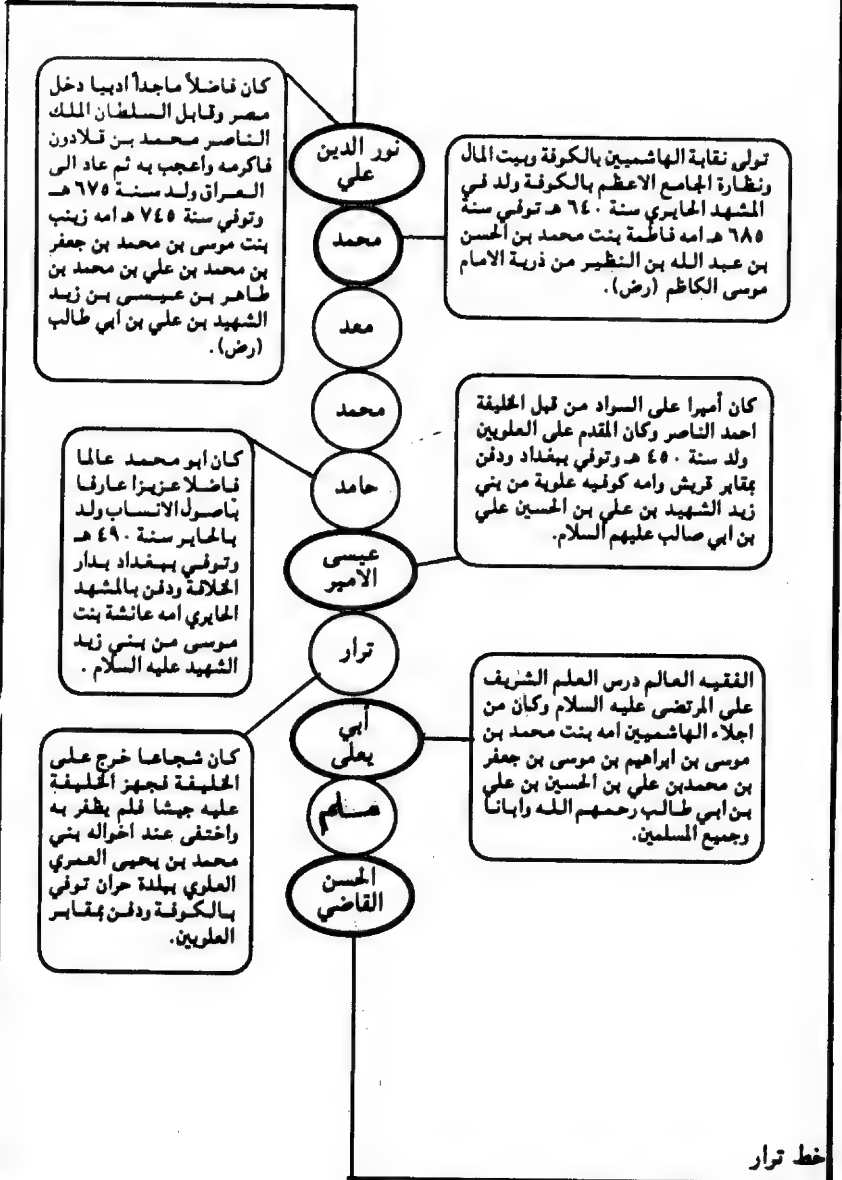 كان فاضلاً ماجداً اديبا دخل
مصر وقابل السلطان الملك
الناصر محمد بن قلادون
فاكرمه واعجب به ثم عاد الى
العراق ولد سنة ٦٧٥ هـ
وتوفي سنة ٧٤٥ هـ امه زينب
بنت موسى بن محمد بن جعفر
بن محمد بن علي بن محمد بن
طاهر بن عيسى بن زيد
الشهيد بن علي بن ابي طالب
(رض).
نور الدين
علي
تولى نقابة الهاشميين بالكوفة وبيت المال
ونظارة الجامع الاعظم بالكوفة ولد في
المشهد الحايري سنة ٦٤٠ هـ توفي سنة
٦٨٥ هـ امه فاطمة بنت محمد بن الحسن
بن عبد الله بن النظير من ذرية الامام
موسى الكاظم (رض).
محمد
معد
محمد
كان أميرا على السواد من قبل الخليفة
احمد الناصر وكان المقدم على العلويين
ولد سنة ٤٥٠ هـ وتوفي ببغداد ودفن
بمقابر قريش وامه كوفيه علوية من بني
زيد الشهيد بن علي بن الحسين علي
بن ابي صالب عليهم السلام.
كان أبو محمد عالما
فاضلا عزيزا عارفا
بأصول الانساب ولد
بالحاير سنة ٤٩٠ هـ
وتوفي ببغداد بدار
الخلافة ودفن بالمشهد
الحايري امه عائشة بنت
موسى من بني زيد
الشهيد عليه السلام .
حامد
عيسى
الامير
ترار
الفقيه العالم درس العلم الشريف
على المرتضى عليه السلام وكان من
اجلاء الهاشميين امه بنت محمد بن
موسى بن ابراهيم بن موسى بن جعفر
بن محمدبن علي بن الحسين بن علي
بن ابي طالب رحمهم الله وايانا
وجميع المسلمين.
أبي
يعلى
كان شجاعا خرج على
الخليفة فجهز الخليفة
عليه جيشا فلم يظفر به
واختفى عند اخواله بني
محمد بن يحيى العمري
العلوي ببلدة حران توفي
بالكوفة ودفن بمقابر
العلويين.
مسلم
الحسن
القاضي
خط ترار